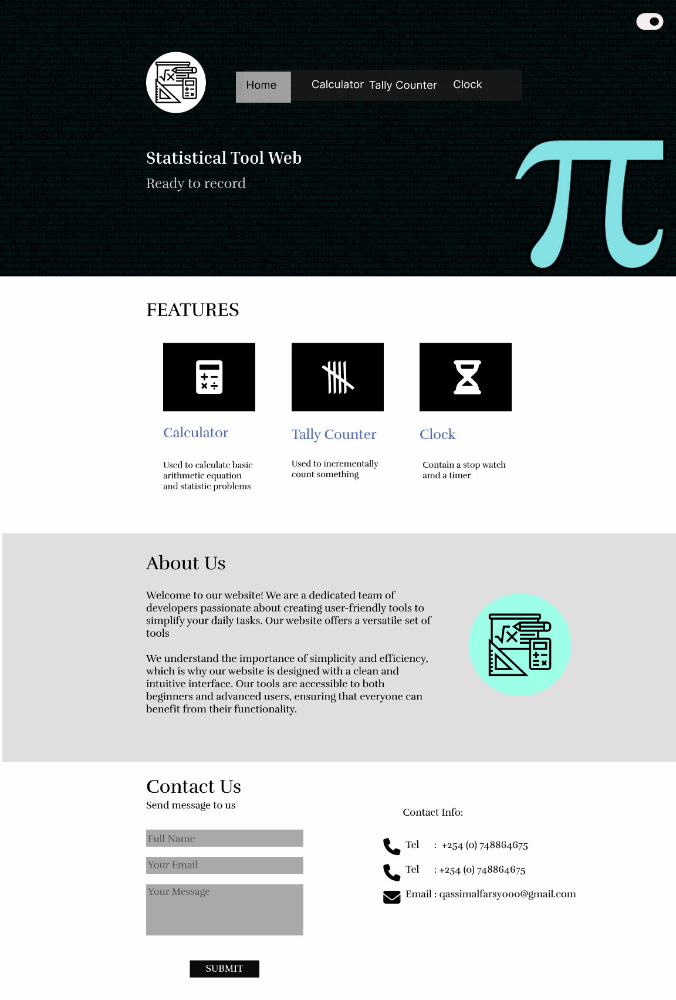 Home
Calculator
Tally Counter
Clock
Statistical Tool Web
Ready to record
FEATURES
Calculator
Used to calculate basic
arithmetic equation
and statistic problems
Tally Counter
Used to incrementally
count something
Clock
Contain a stop watch
amd a timer
About Us
Welcome to our website! We are a dedicated team of
developers passionate about creating user-friendly tools to
simplify your daily tasks. Our website offers a versatile set of
tools
We understand the importance of simplicity and efficiency,
which is why our website is designed with a clean and
intuitive interface. Our tools are accessible to both
beginners and advanced users, ensuring that everyone can
benefit from their functionality.
Contact Us
Send message to us
Full Name
Your Email
Your Message
SUBMIT
Contact Info:
Tel : +254 (0) 748864675
Tel : +254 (0) 748864675
Email : qassimalfarsy000@gmail.com